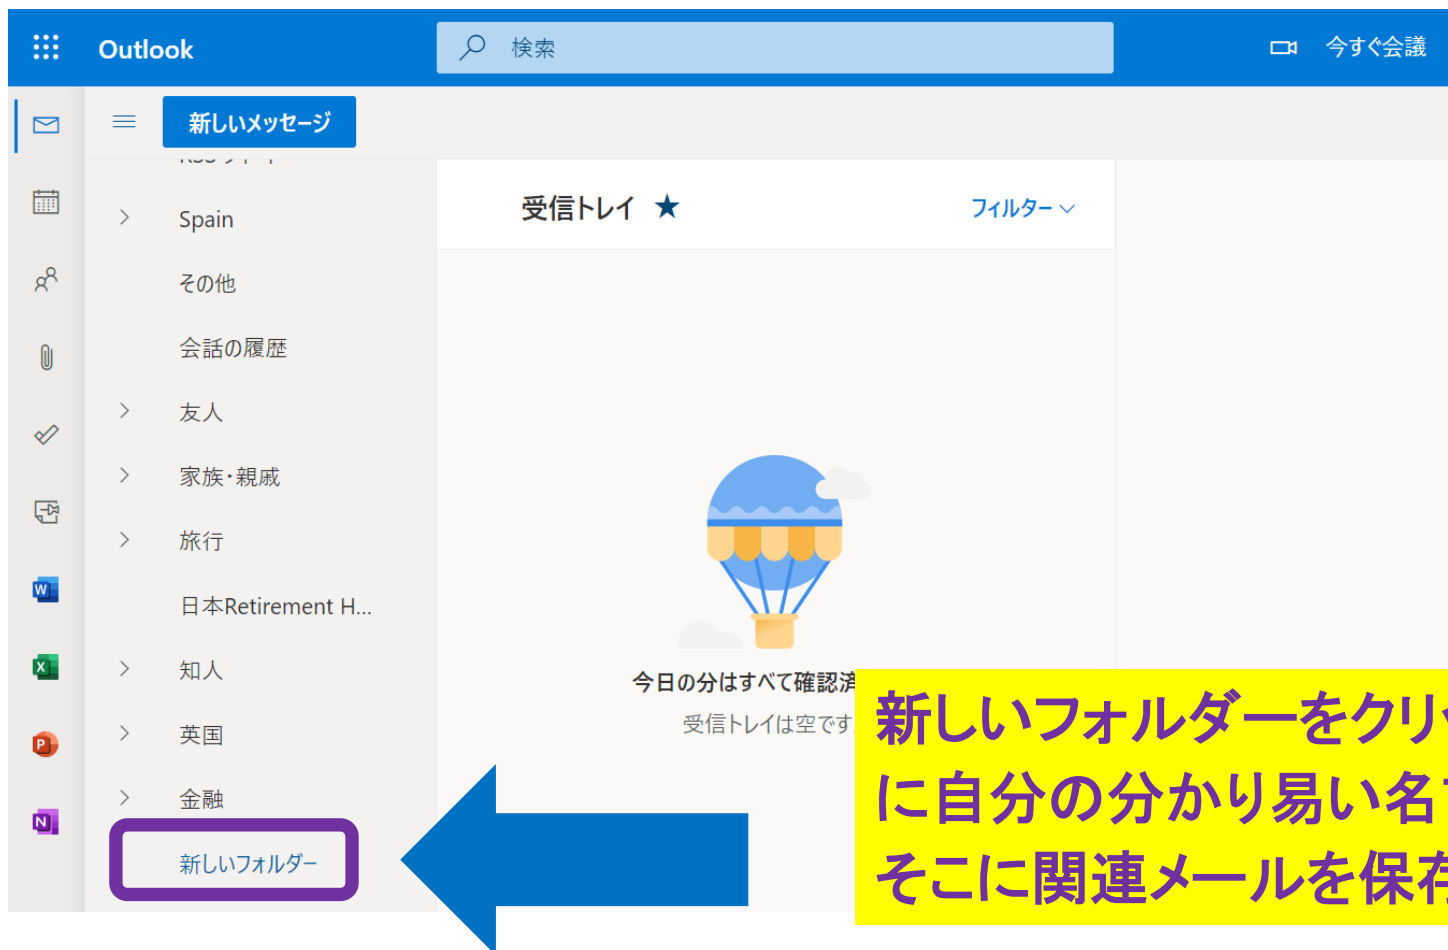 Outlook
検索
今すぐ会議
新しいメッセージ
受信トレイ ★
フィルター
Spain
その他
会話の履歴
友人
家族・親戚
旅行
日本Retirement H...
知人
英国
金融
新しいフォルダー
今日の分はすべて確認済
受信トレイは空です
新しいフォルダーをクリッ
に自分の分かり易い名
そこに関連メールを保存